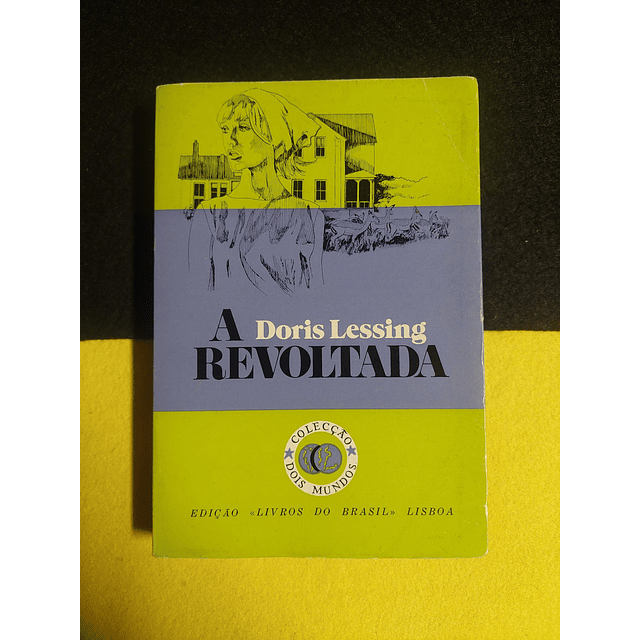 A Doris Lessing
REVOLTADA
COLECÇÃO
DOIS MUNDOS
EDIÇÃO «LIVROS DO BRASIL» LISBOA